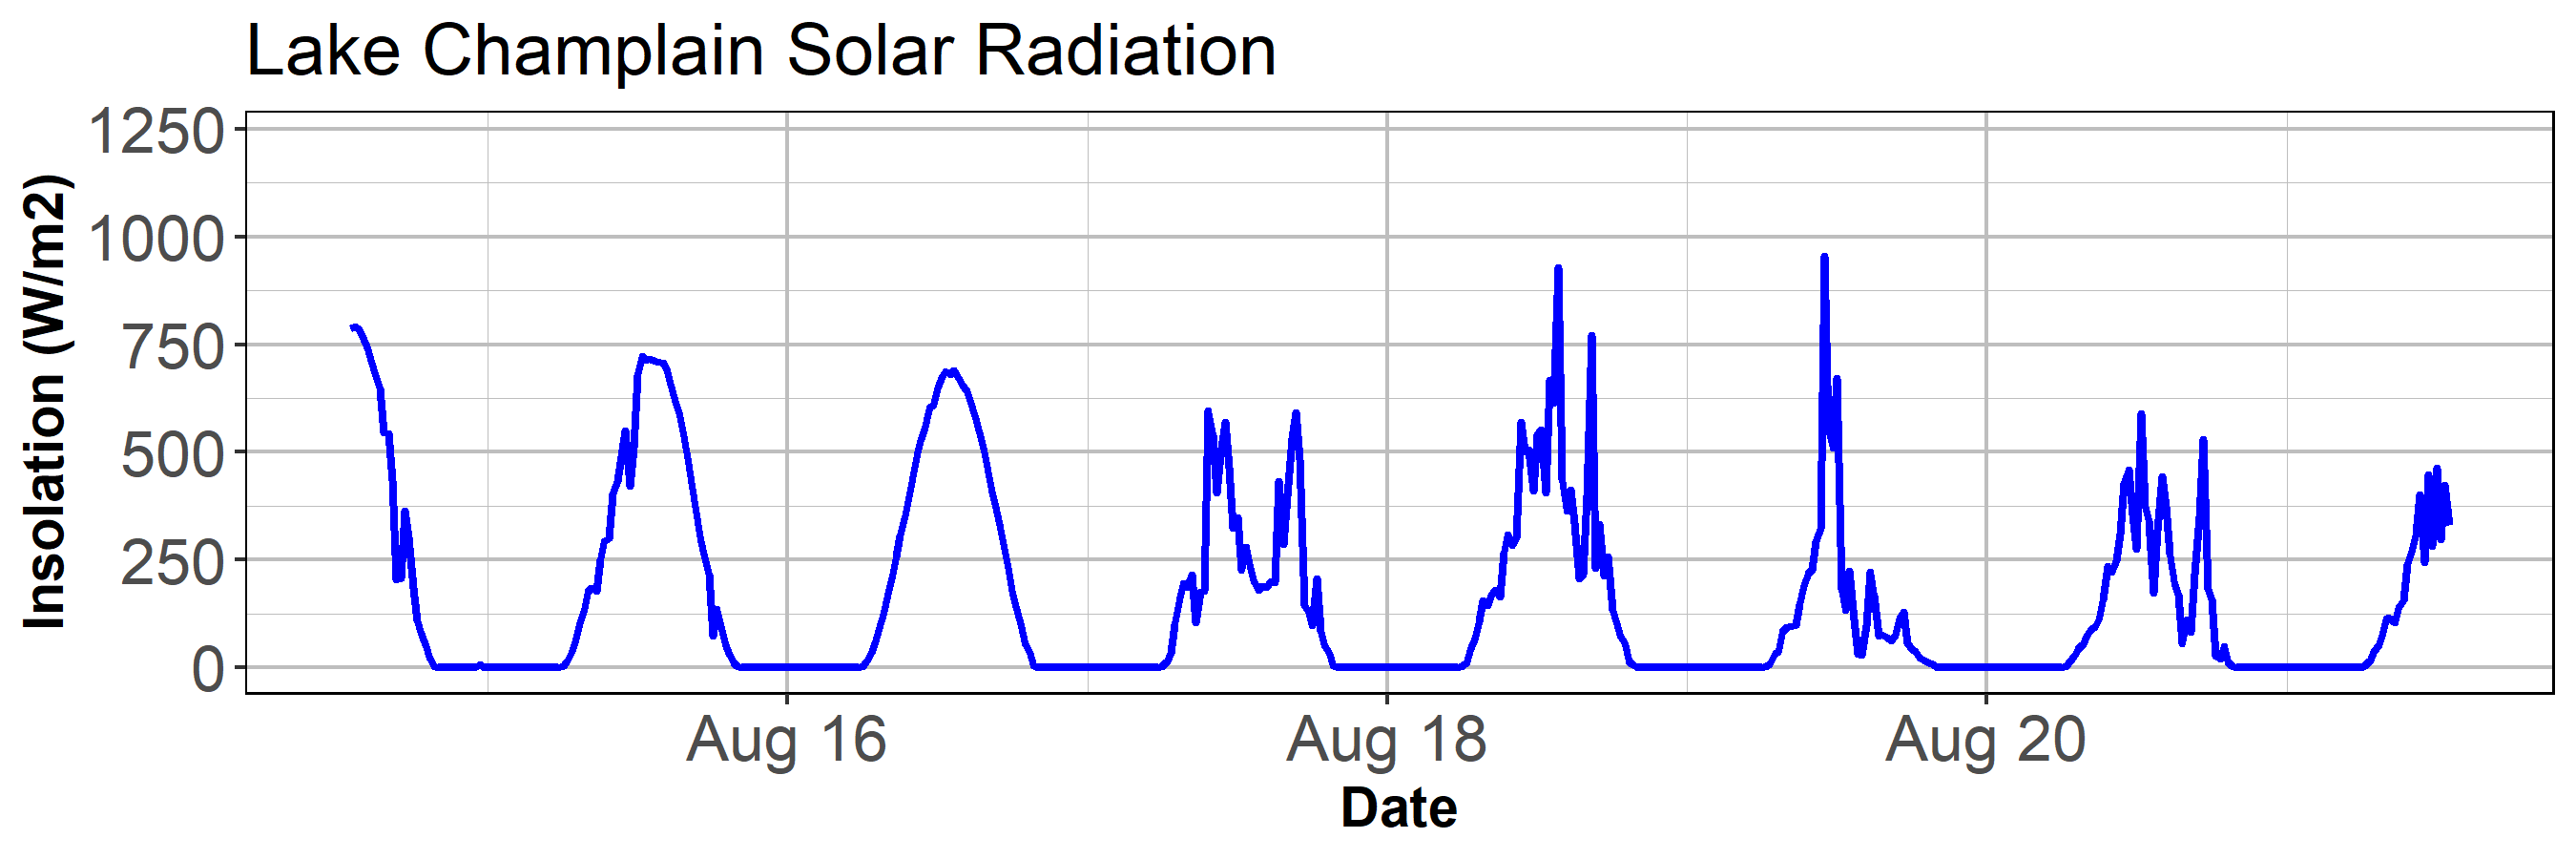 Lake Champlain Solar Radiation
Insolation (W/m2)
1250
1000
750
500
250
0
Aug 16
Aug 18
Aug 20
Date